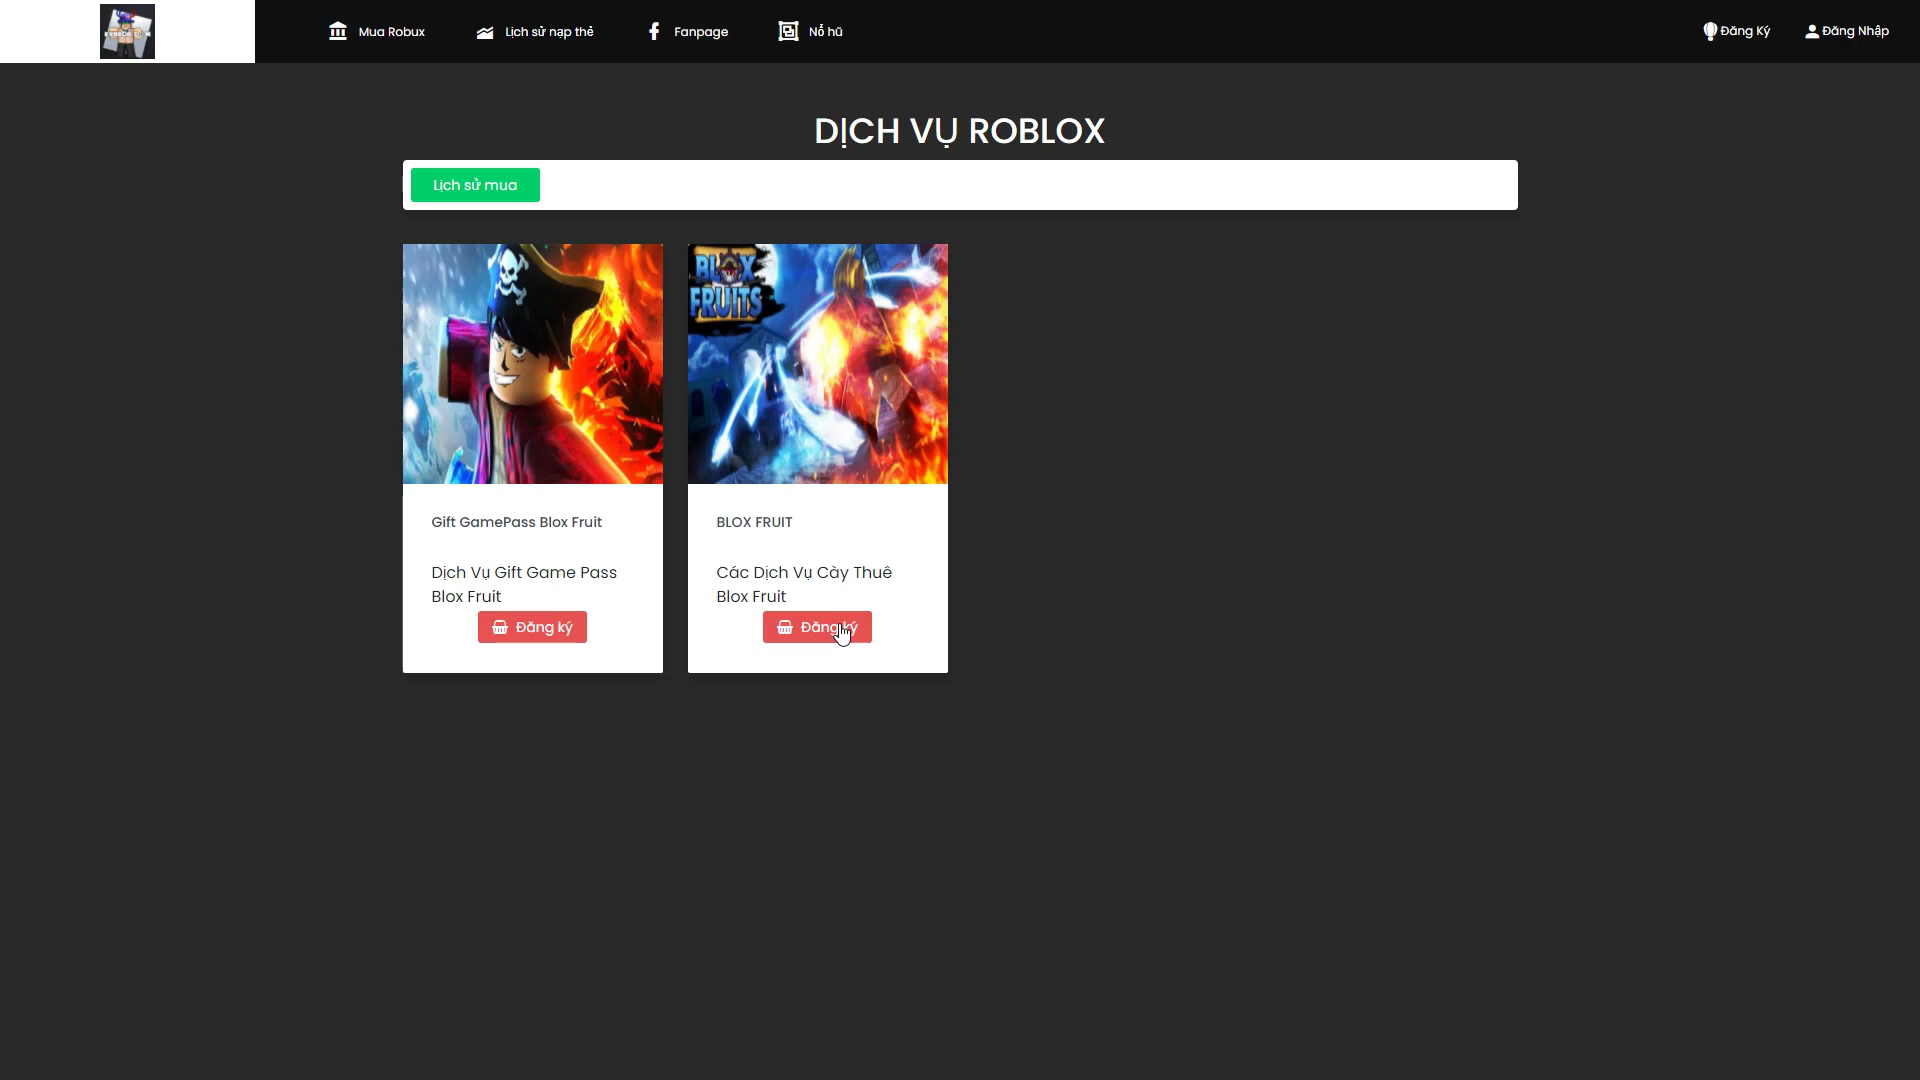 Mua Robux
Lịch sử nạp thẻ
Fanpage
Nổ hũ
Đăng Ký
Đăng Nhập
DỊCH VỤ ROBLOX
Lịch sử mua
BLOX
FRUITS
Gift GamePass Blox Fruit
BLOX FRUIT
Dịch Vụ Gift Game Pass
Blox Fruit
Các Dịch Vụ Cày Thuê
Blox Fruit
Đăng ký
Đăng ký